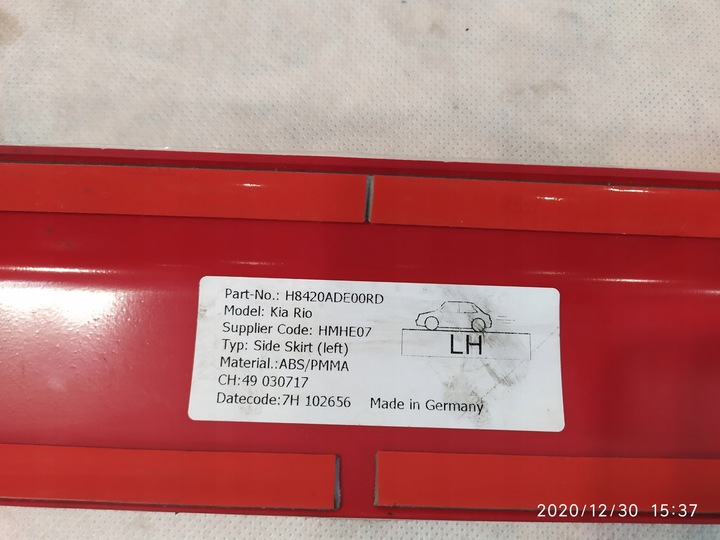 Part-No.: H8420ADE00RD
Model: Kia Rio
Supplier Code: HMHE07
Typ: Side Skirt (left)
LH
Material.:ABS/PMMA
CH:49 030717
Datecode:7H 102656 Made in Germany
2020/12/30 15:37